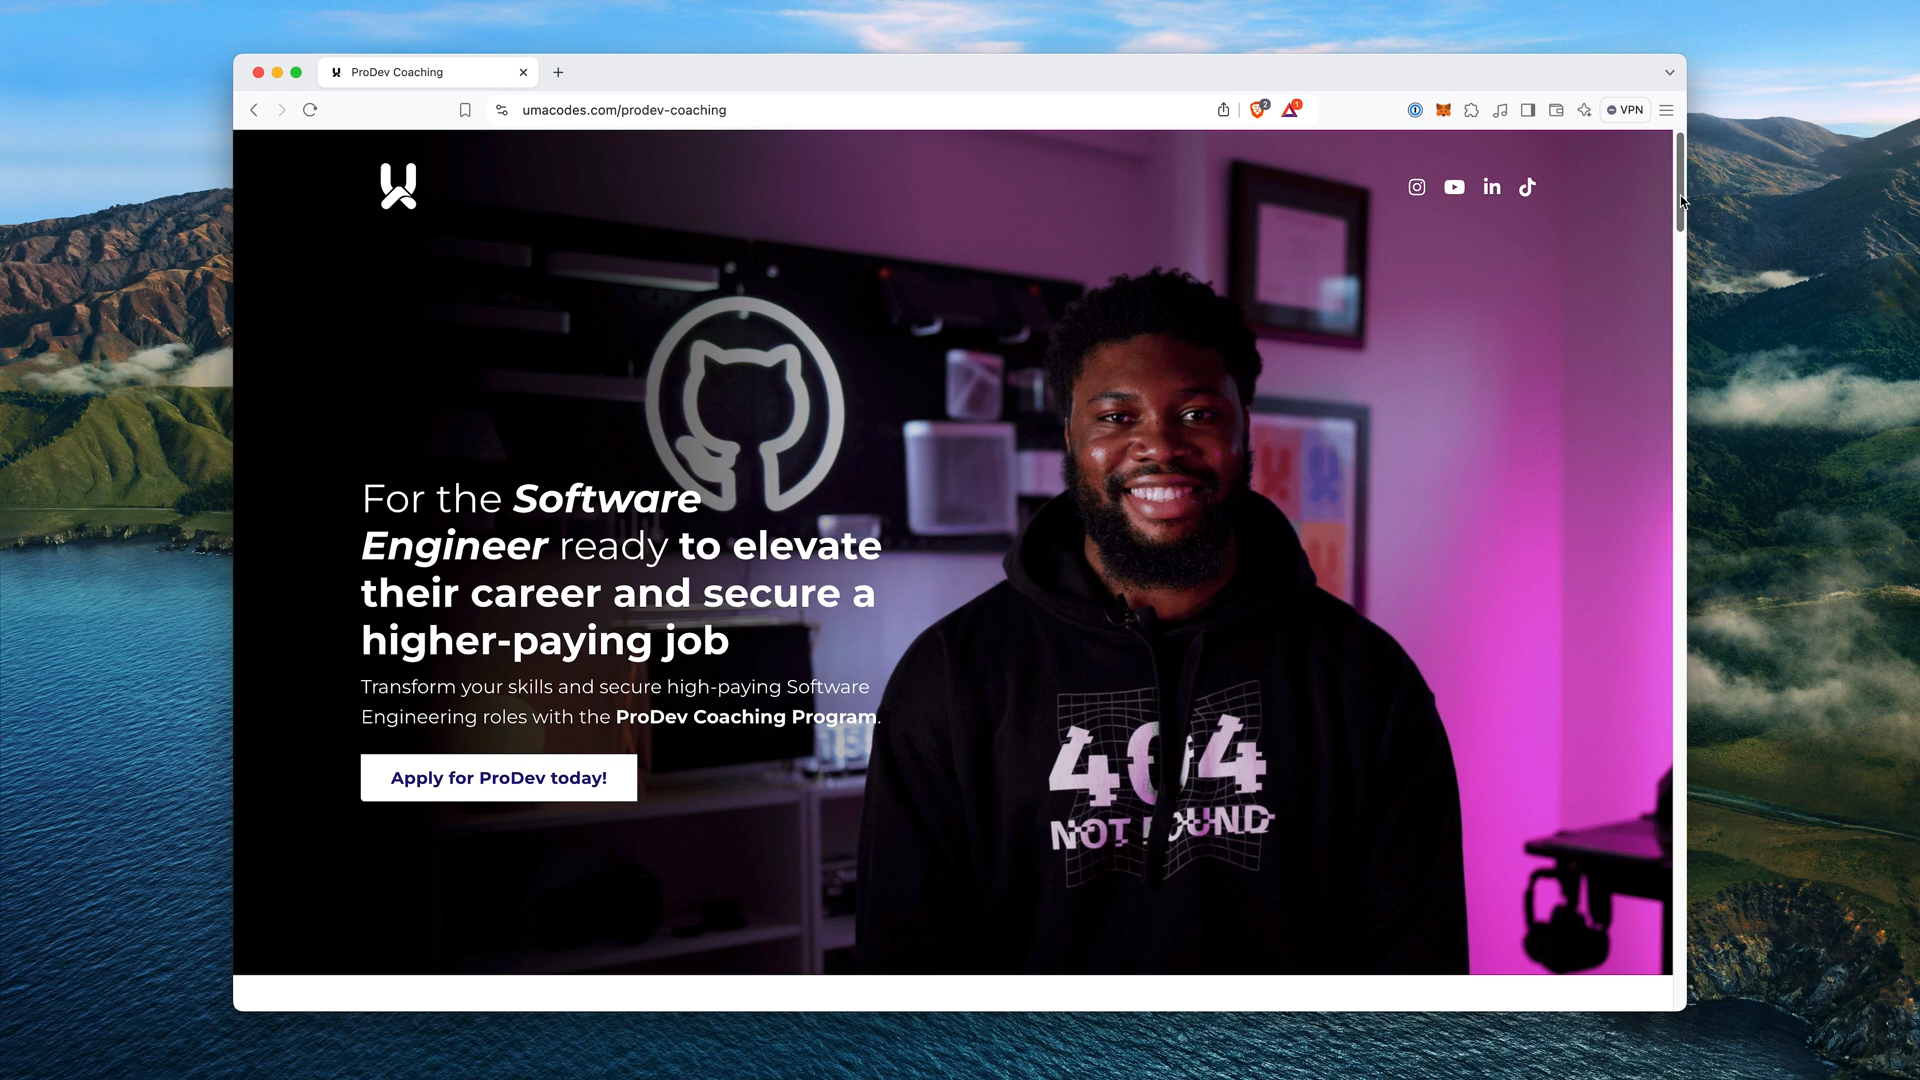 ProDev Coaching
umacodes.com/prodev-coaching
2
1
VPN
For the Software
Engineer ready to elevate
their career and secure a
higher-paying job
Transform your skills and secure high-paying Software
Engineering roles with the ProDev Coaching Program.
Apply for ProDev today!
404
NOT FOUND